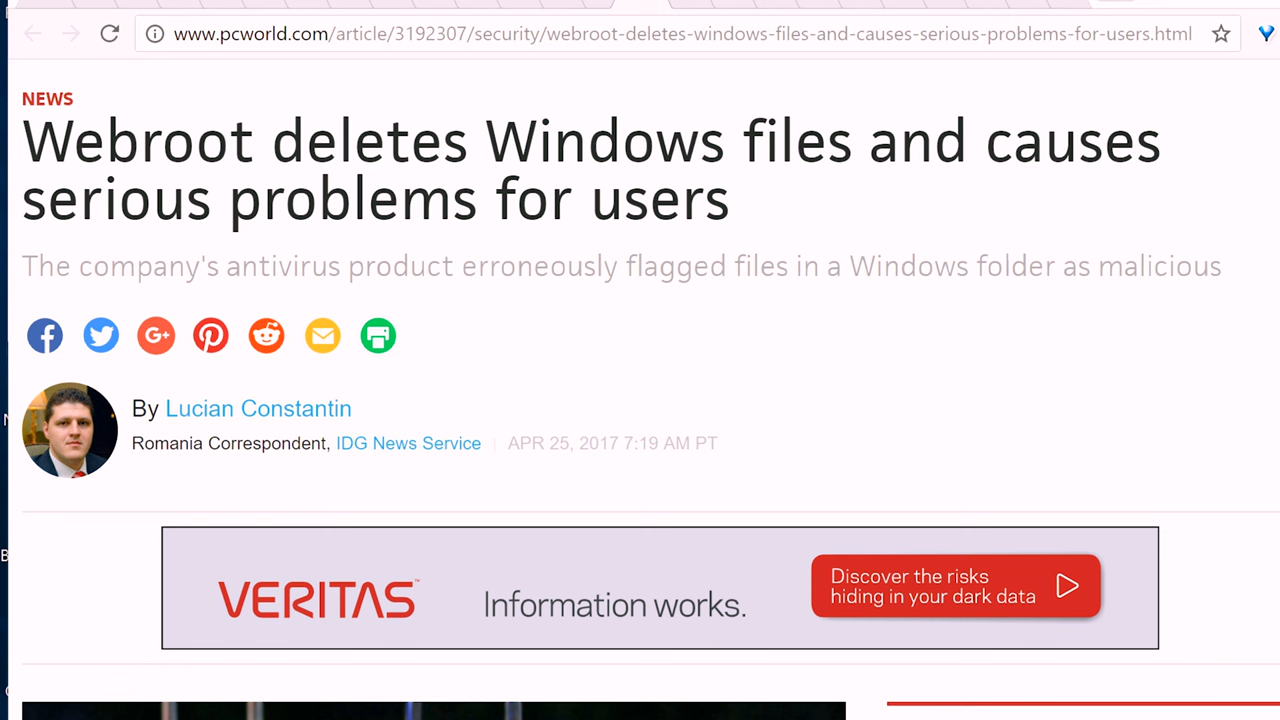 www.pcworld.com/article/3192307/security/webroot-deletes-windows-files-and-causes-serious-problems-for-users.html
NEWS
Webroot deletes Windows files and causes
serious problems for users
The company's antivirus product erroneously flagged files in a Windows folder as malicious
By Lucian Constantin
Romania Correspondent, IDG News Service | APR 25, 2017 7:19 AM PT
VERITAS™
Information works.
Discover the risks
hiding in your dark data